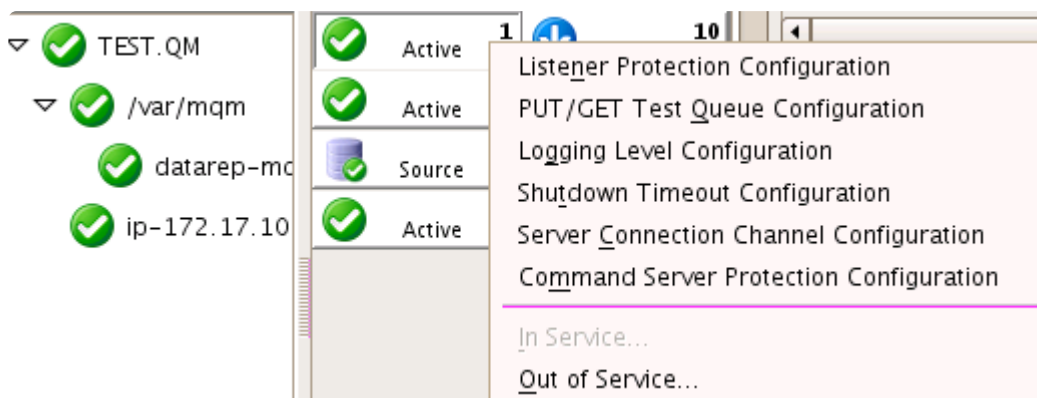 TEST.QM
/var/mqm
ip-172.17.10
Active 1 10
Active
Source
Active
Listener Protection Configuration
PUT/GET Test Queue Configuration
Logging Level Configuration
Shutdown Timeout Configuration
Server Connection Channel Configuration
Command Server Protection Configuration
In Service...
Out of Service...